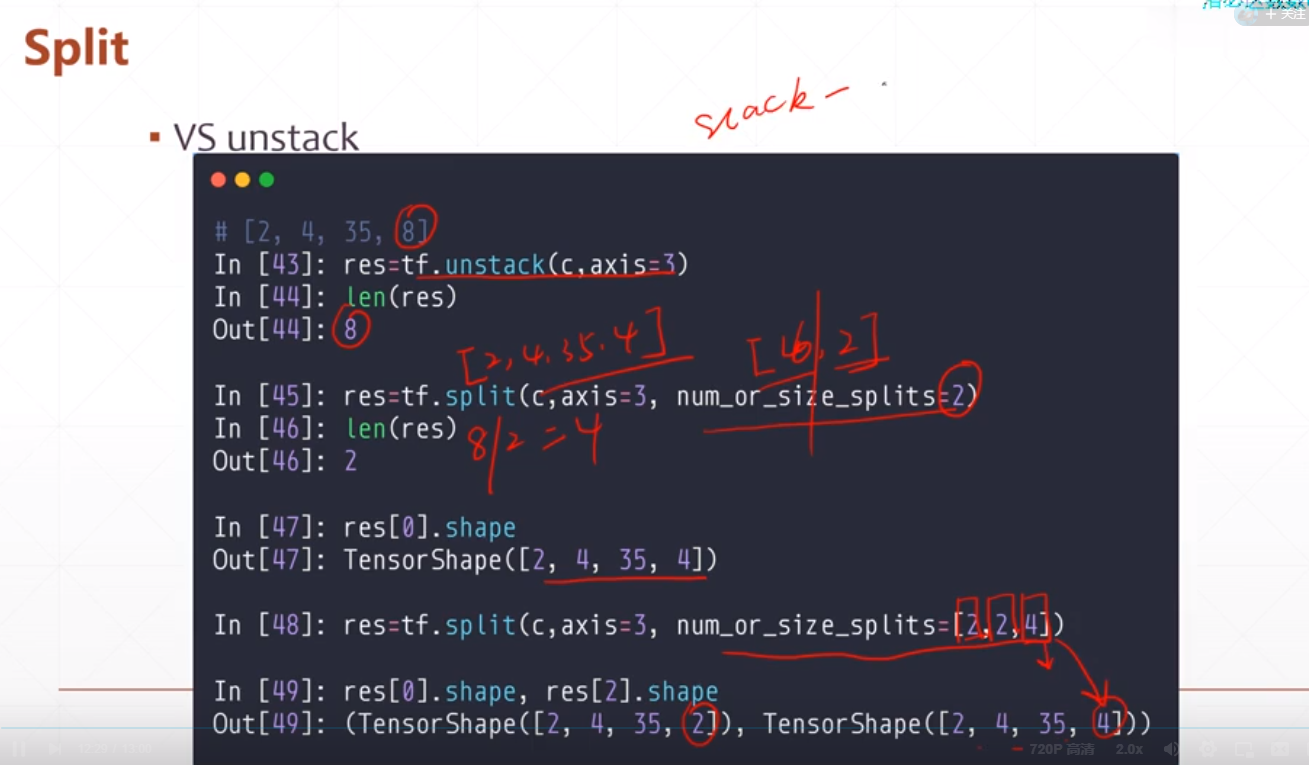 + 关注
Split
stack -
▪ VS unstack
# [2, 4, 35, 8]
In [43]: res=tf.unstack(c,axis=3)
In [44]: len(res)
Out[44]: 8
[2,4,35,4]
In [45]: res=tf.split(c,axis=3, num_or_size_splits=2)
In [46]: len(res)
8/2=4
Out[46]: 2
In [47]: res[0].shape
Out[47]: TensorShape([2, 4, 35, 4])
In [48]: res=tf.split(c,axis=3, num_or_size_splits=[2,2,4])
In [49]: res[0].shape, res[2].shape
Out[49]: (TensorShape([2, 4, 35, 2]), TensorShape([2, 4, 35, 4]))
720P 高清 2.0x